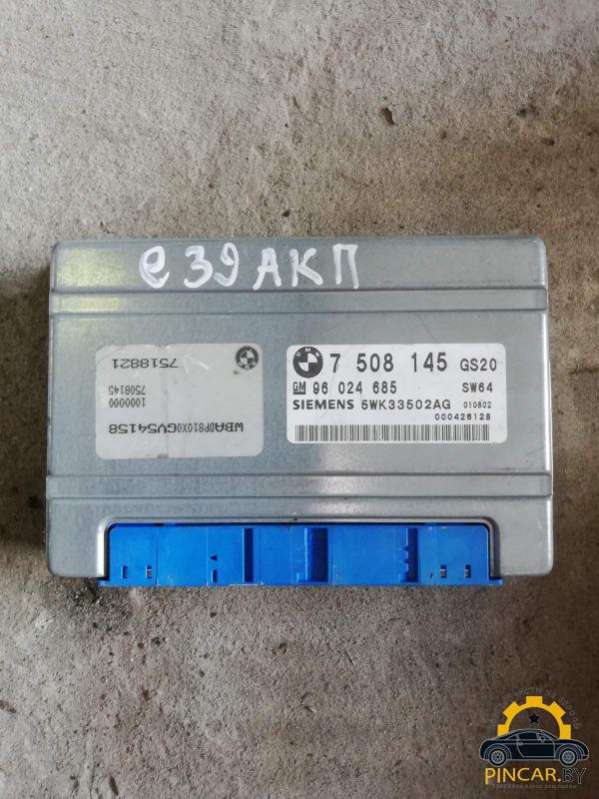 e39 АКП
7518821
7508145
1000000
WBADP810X0GV54158
7 508 145 GS20
GM 96 024 685 SW64
SIEMENS 5WK33502AG 010802
000426128
PINCAR.BY